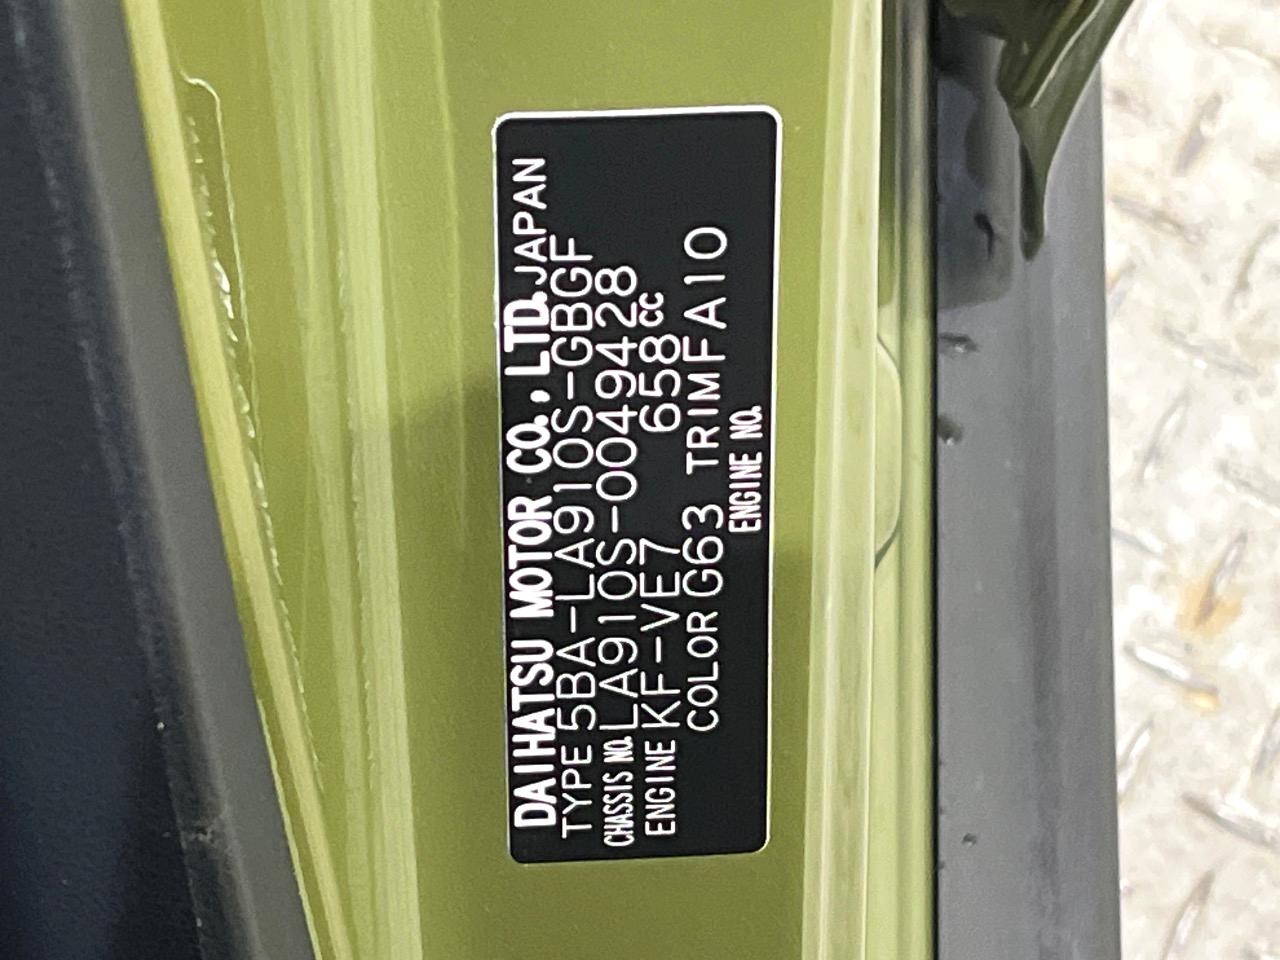 DAIHATSU MOTOR CO., LTD. JAPAN
TYPE 5BA-LA910S-GBGF
CHASSIS NO. LA910S-0049428
ENGINE KF-VE7 658cc
COLOR G63 TRIM FA10
ENGINE NO.